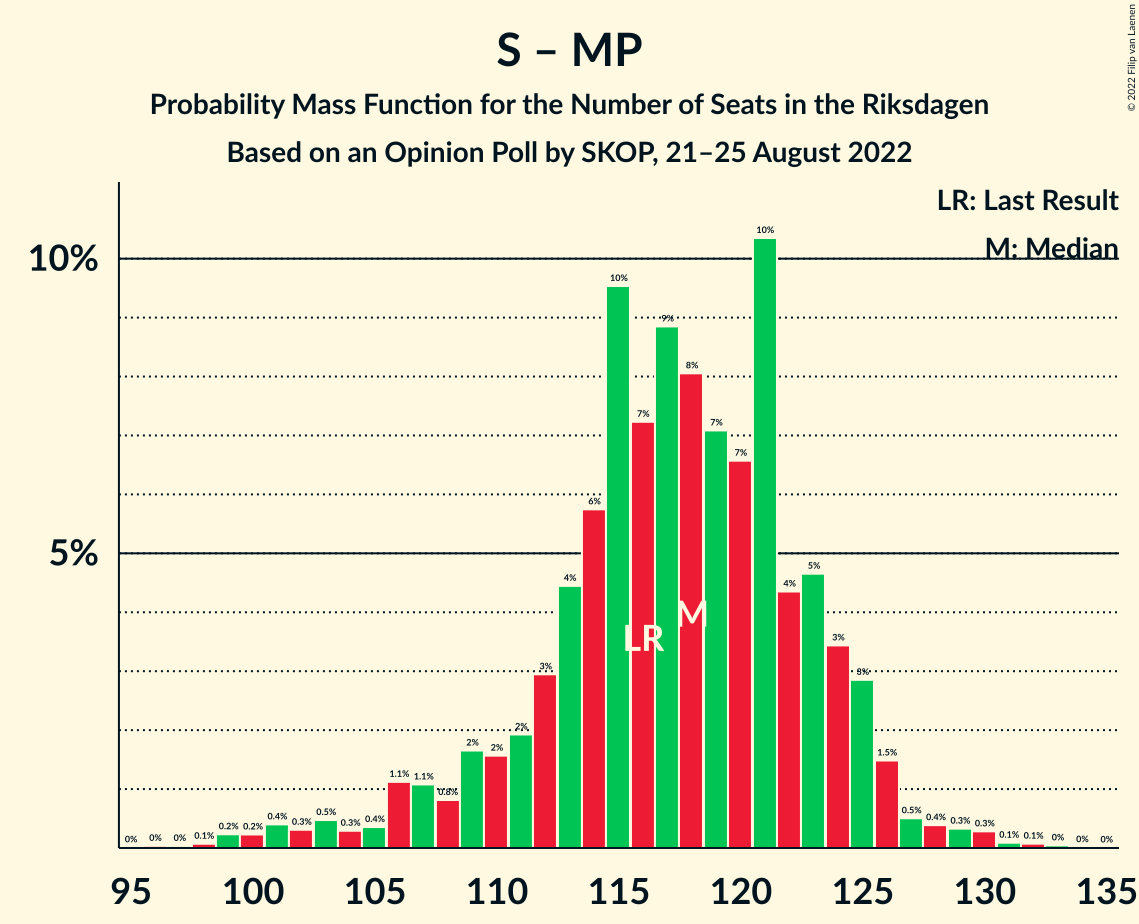 S – MP
Probability Mass Function for the Number of Seats in the Riksdagen
Based on an Opinion Poll by SKOP, 21–25 August 2022
© 2022 Filip van Laenen
LR: Last Result
M: Median
10%
5%
0% 0% 0% 0.1% 0.2% 0.2% 0.4% 0.3% 0.5% 0.3% 0.4% 1.1% 1.1% 0.8% 2% 2% 2% 3% 4% 6% 10% 7% 9% 8% 7% 7% 10% 4% 5% 3% 3% 1.5% 0.5% 0.4% 0.3% 0.3% 0.1% 0.1% 0% 0% 0%
LR M
95 100 105 110 115 120 125 130 135